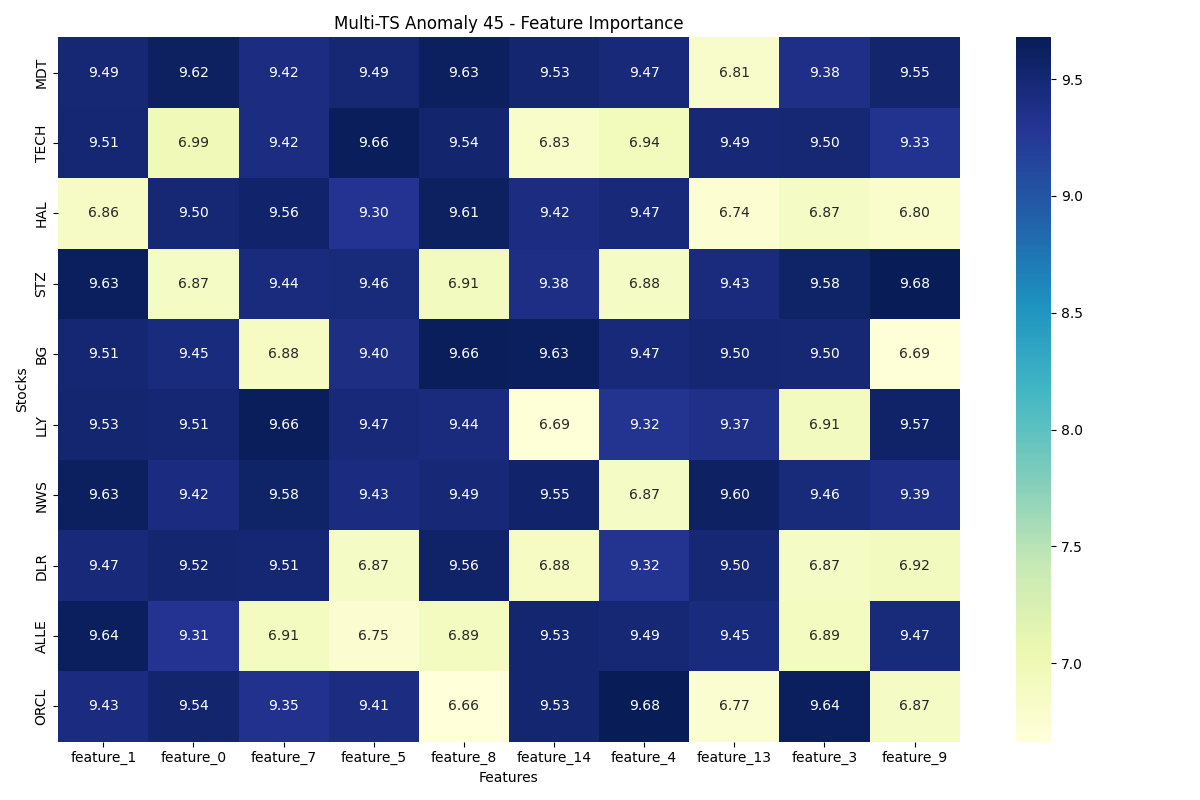 Multi-TS Anomaly 45 - Feature Importance
MDT 9.49 9.62 9.42 9.49 9.63 9.53 9.47 6.81 9.38 9.55
TECH 9.51 6.99 9.42 9.66 9.54 6.83 6.94 9.49 9.50 9.33
HAL 6.86 9.50 9.56 9.30 9.61 9.42 9.47 6.74 6.87 6.80
STZ 9.63 6.87 9.44 9.46 6.91 9.38 6.88 9.43 9.58 9.68
BG 9.51 9.45 6.88 9.40 9.66 9.63 9.47 9.50 9.50 6.69
LLY 9.53 9.51 9.66 9.47 9.44 6.69 9.32 9.37 6.91 9.57
NWS 9.63 9.42 9.58 9.43 9.49 9.55 6.87 9.60 9.46 9.39
DLR 9.47 9.52 9.51 6.87 9.56 6.88 9.32 9.50 6.87 6.92
ALLE 9.64 9.31 6.91 6.75 6.89 9.53 9.49 9.45 6.89 9.47
ORCL 9.43 9.54 9.35 9.41 6.66 9.53 9.68 6.77 9.64 6.87
feature_1 feature_0 feature_7 feature_5 feature_8 feature_14 feature_4 feature_13 feature_3 feature_9
Features
Stocks
9.5
9.0
8.5
8.0
7.5
7.0